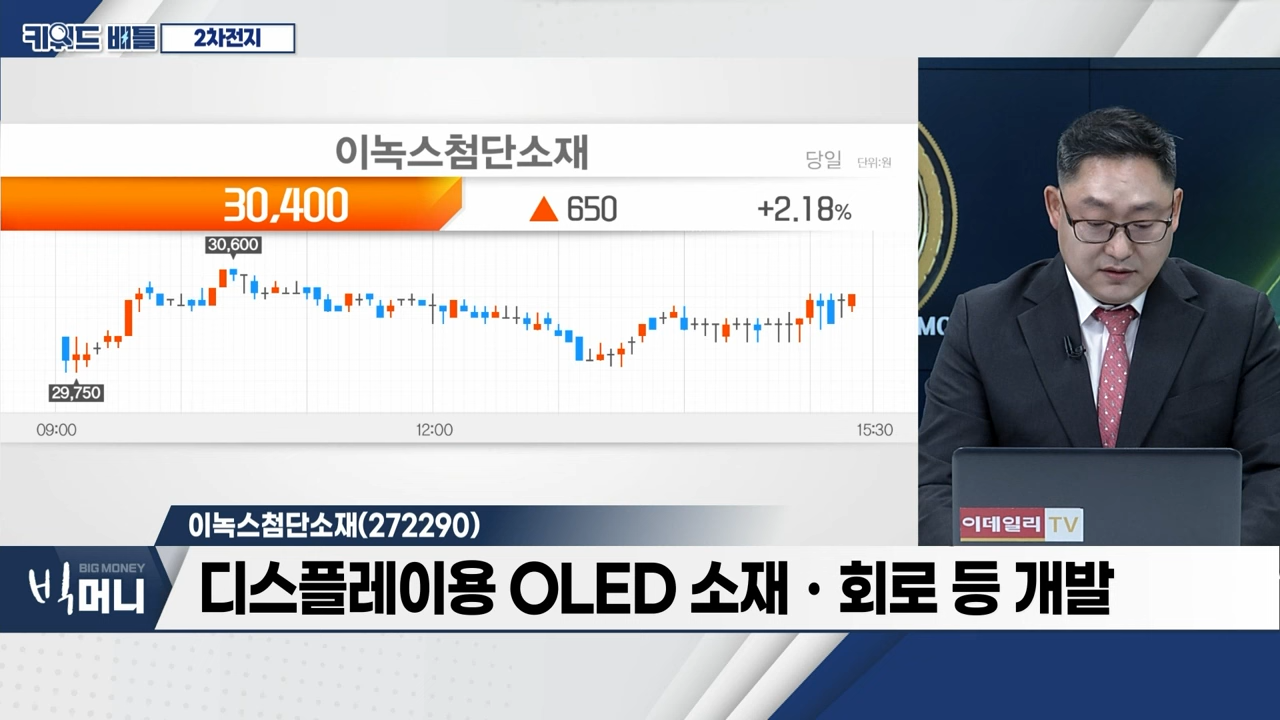 키워드 배틀 2차전지
이녹스첨단소재
당일 단위:원
30,400 ▲ 650 +2.18%
30,600
29,750
09:00 12:00 15:30
MO
이데일리TV
이녹스첨단소재(272290)
BIG MONEY
빅머니
디스플레이용 OLED 소재 · 회로 등 개발